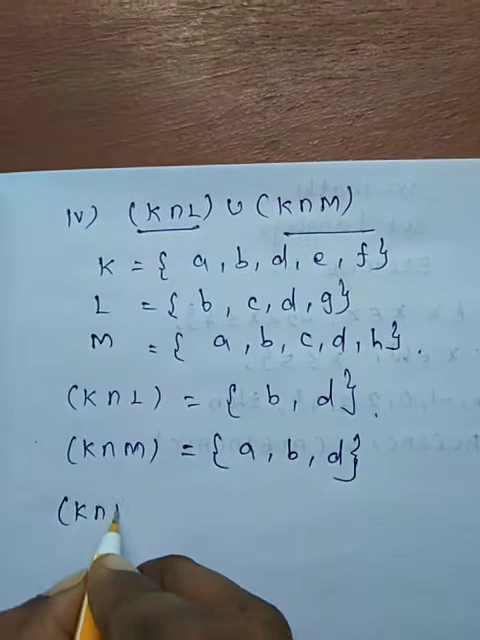 iv) (K∩L) ∪ (K∩M)
K = { a, b, d, e, f}
L = { b, c, d, g}
M = { a, b, c, d, h}.
(K∩L) = { b, d}.
(K∩M) = { a, b, d}
(K∩